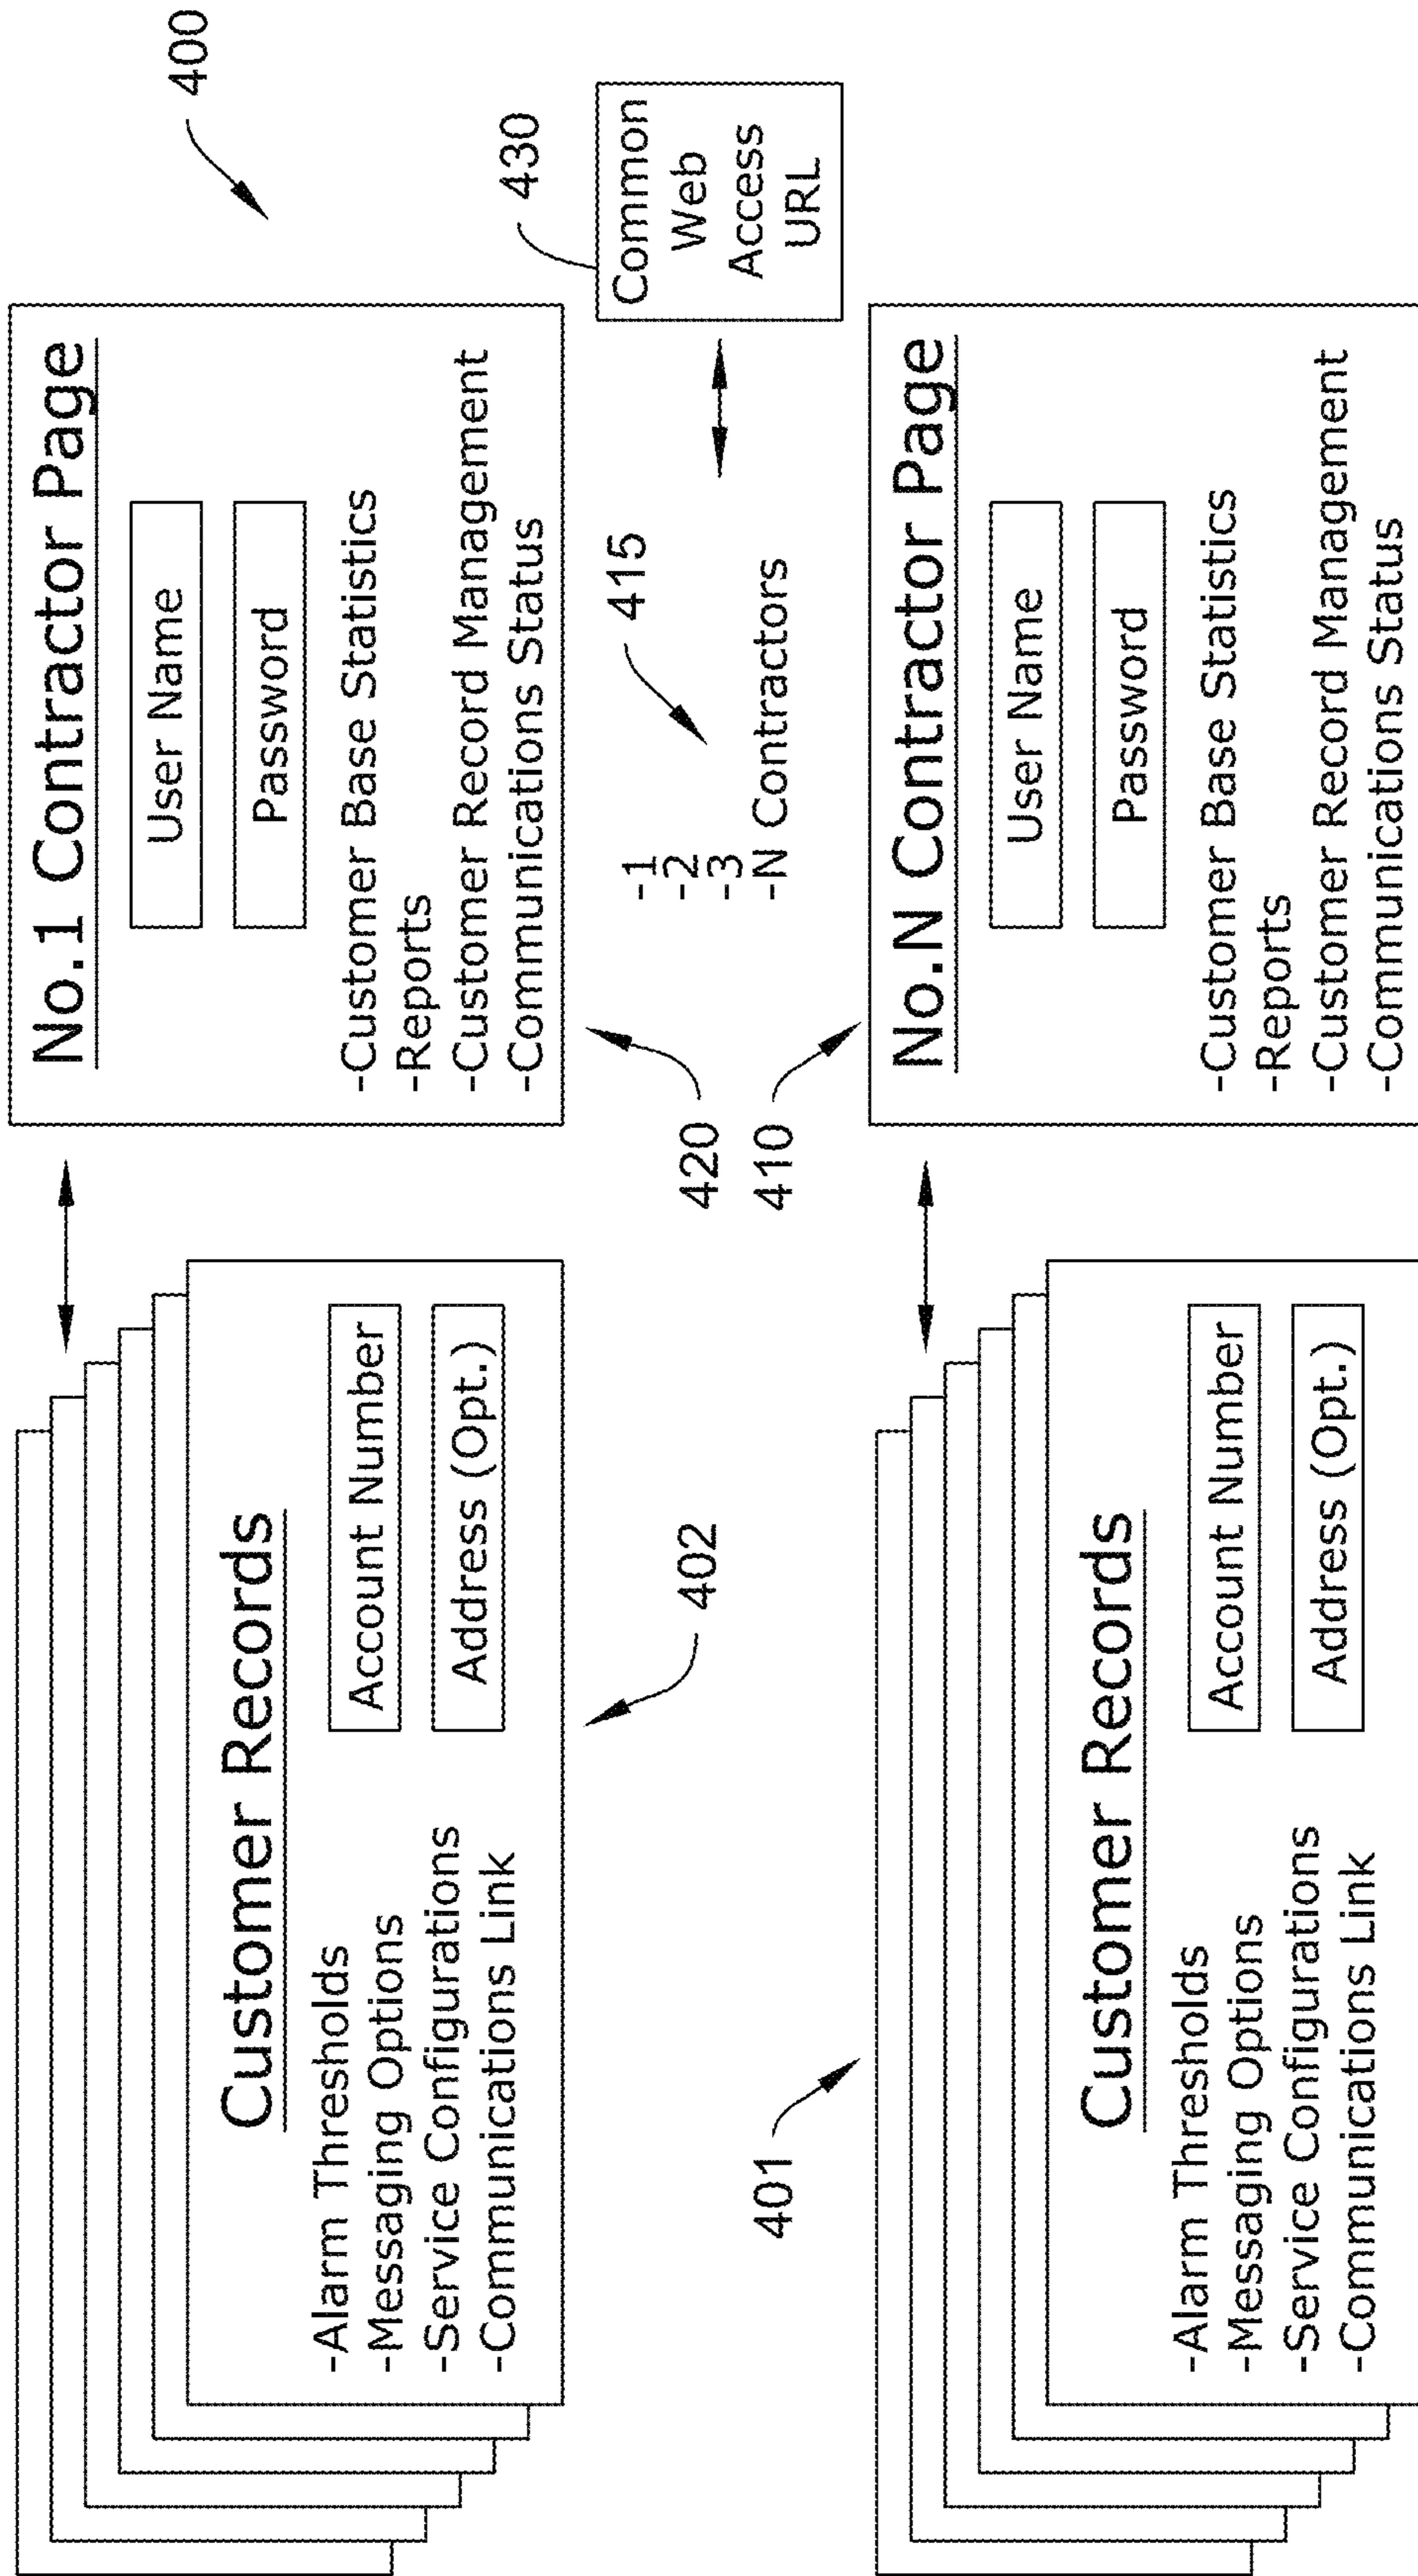 400
Customer Records
-Alarm Thresholds
-Messaging Options
-Service Configurations
-Communications Link
Account Number
Address (Opt.)
402
No.1 Contractor Page
User Name
Password
-Customer Base Statistics
-Reports
-Customer Record Management
-Communications Status
420
415
-1
-2
-3
-N Contractors
430
Common
Web
Access
URL
401
Customer Records
-Alarm Thresholds
-Messaging Options
-Service Configurations
-Communications Link
Account Number
Address (Opt.)
410
No.N Contractor Page
User Name
Password
-Customer Base Statistics
-Reports
-Customer Record Management
-Communications Status